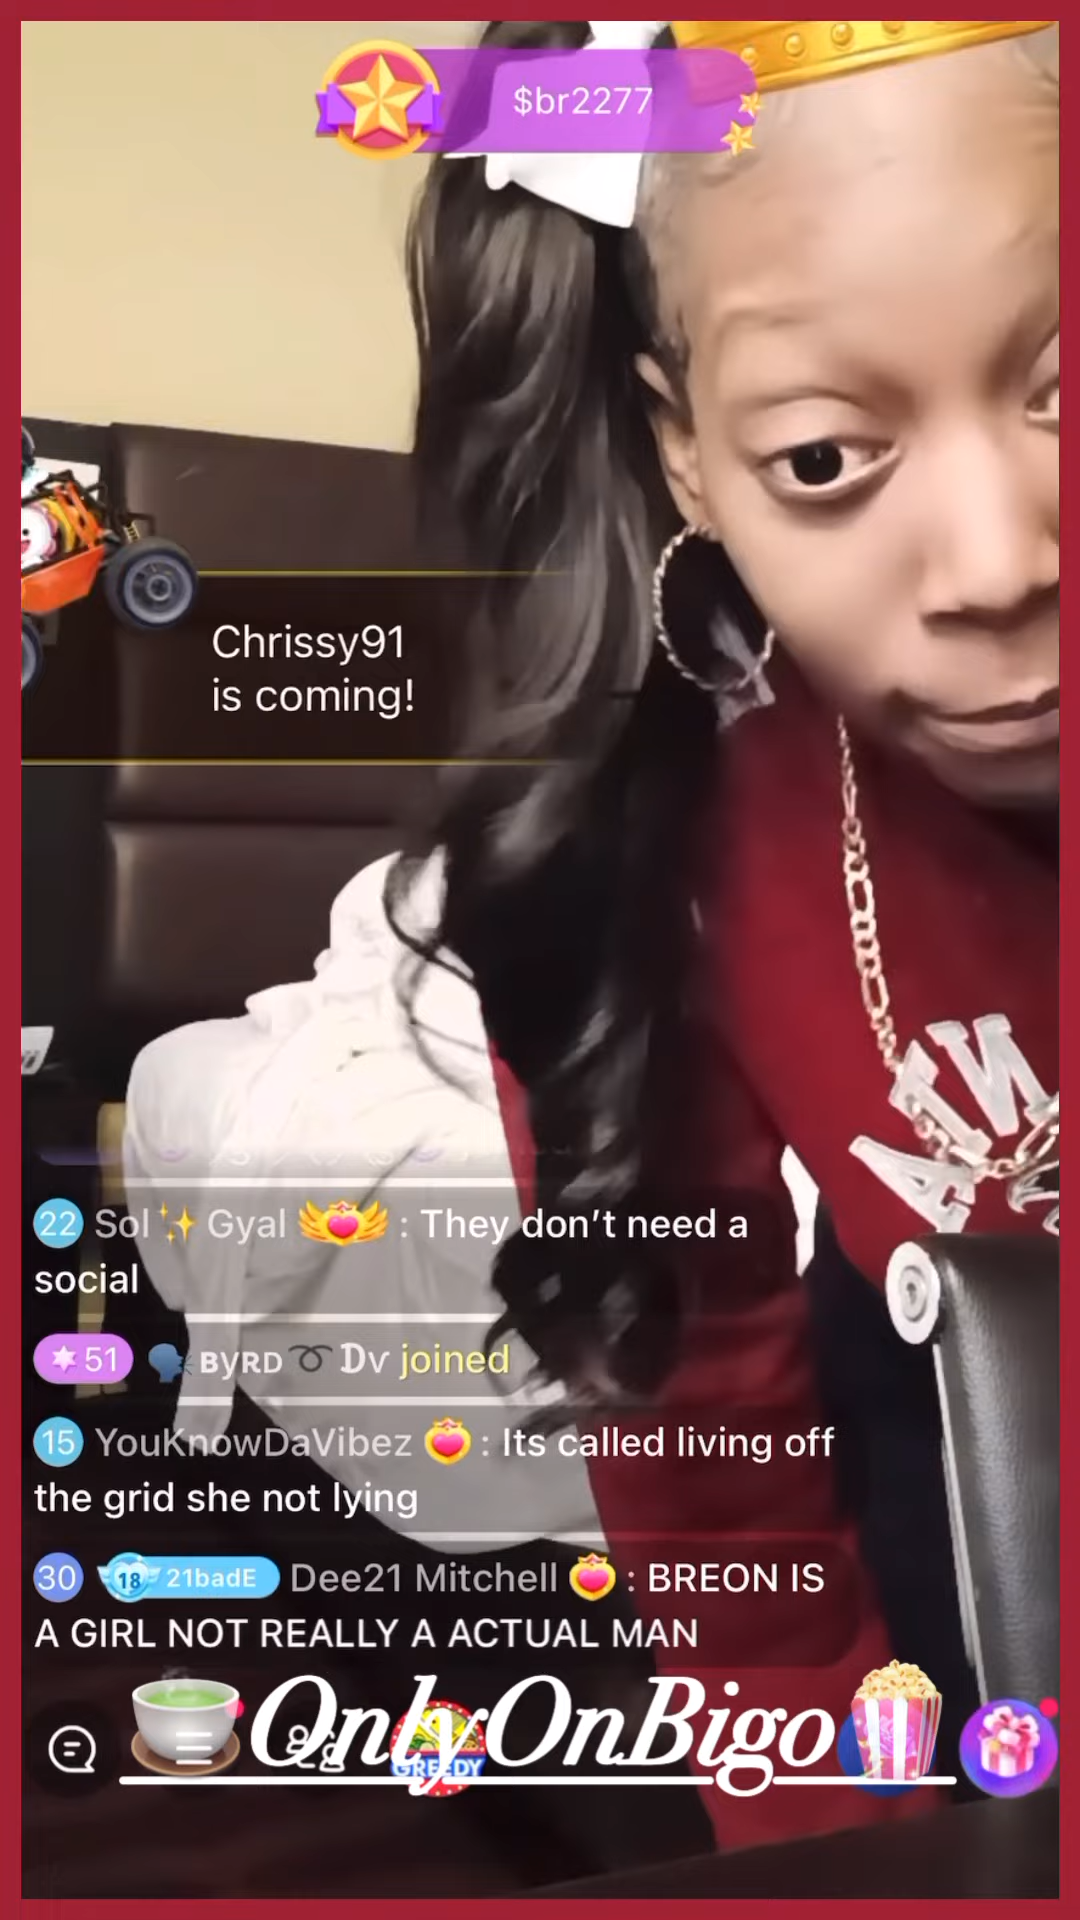 $br2277
Chrissy91
is coming!
22 Sol✨ Gyal : They don’t need a
social
51 🗣️ ʙyʀᴅ ➰ Dv joined
15 YouKnowDaVibez : Its called living off
the grid she not lying
30 18 21badE Dee21 Mitchell : BREON IS
A GIRL NOT REALLY A ACTUAL MAN
🍵OnlyOnBigo🍿
GREEDY